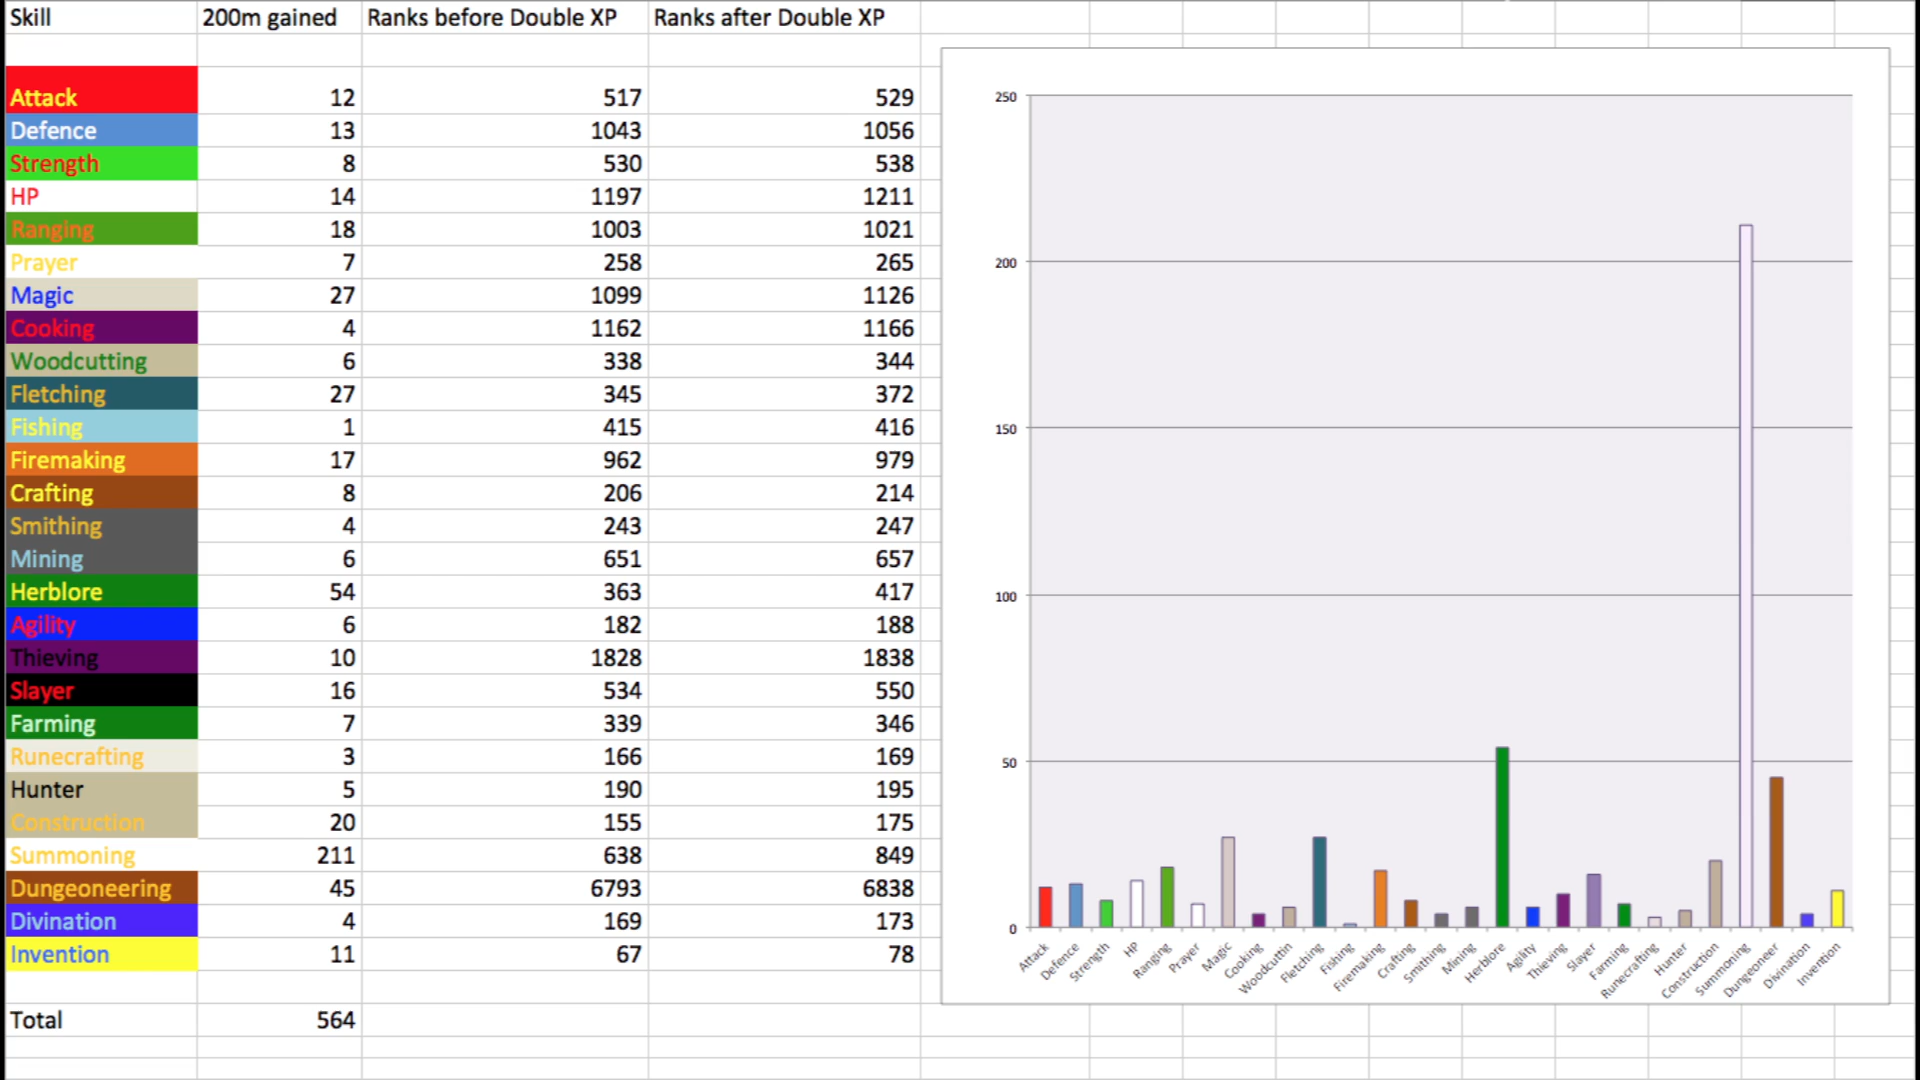 Skill 200m gained Ranks before Double XP Ranks after Double XP
Attack 12 517 529
Defence 13 1043 1056
Strength 8 530 538
HP 14 1197 1211
Ranging 18 1003 1021
Prayer 7 258 265
Magic 27 1099 1126
Cooking 4 1162 1166
Woodcutting 6 338 344
Fletching 27 345 372
Fishing 1 415 416
Firemaking 17 962 979
Crafting 8 206 214
Smithing 4 243 247
Mining 6 651 657
Herblore 54 363 417
Agility 6 182 188
Thieving 10 1828 1838
Slayer 16 534 550
Farming 7 339 346
Runecrafting 3 166 169
Hunter 5 190 195
Construction 20 155 175
Summoning 211 638 849
Dungeoneering 45 6793 6838
Divination 4 169 173
Invention 11 67 78
Total 564
250
200
150
100
50
0
Attack
Defence
Strength
HP
Ranging
Prayer
Magic
Cooking
Woodcuttin
Fletching
Fishing
Firemaking
Crafting
Smithing
Mining
Herblore
Agility
Thieving
Slayer
Farming
Runecrafting
Hunter
Construction
Summoning
Dungeoneer
Divination
Invention